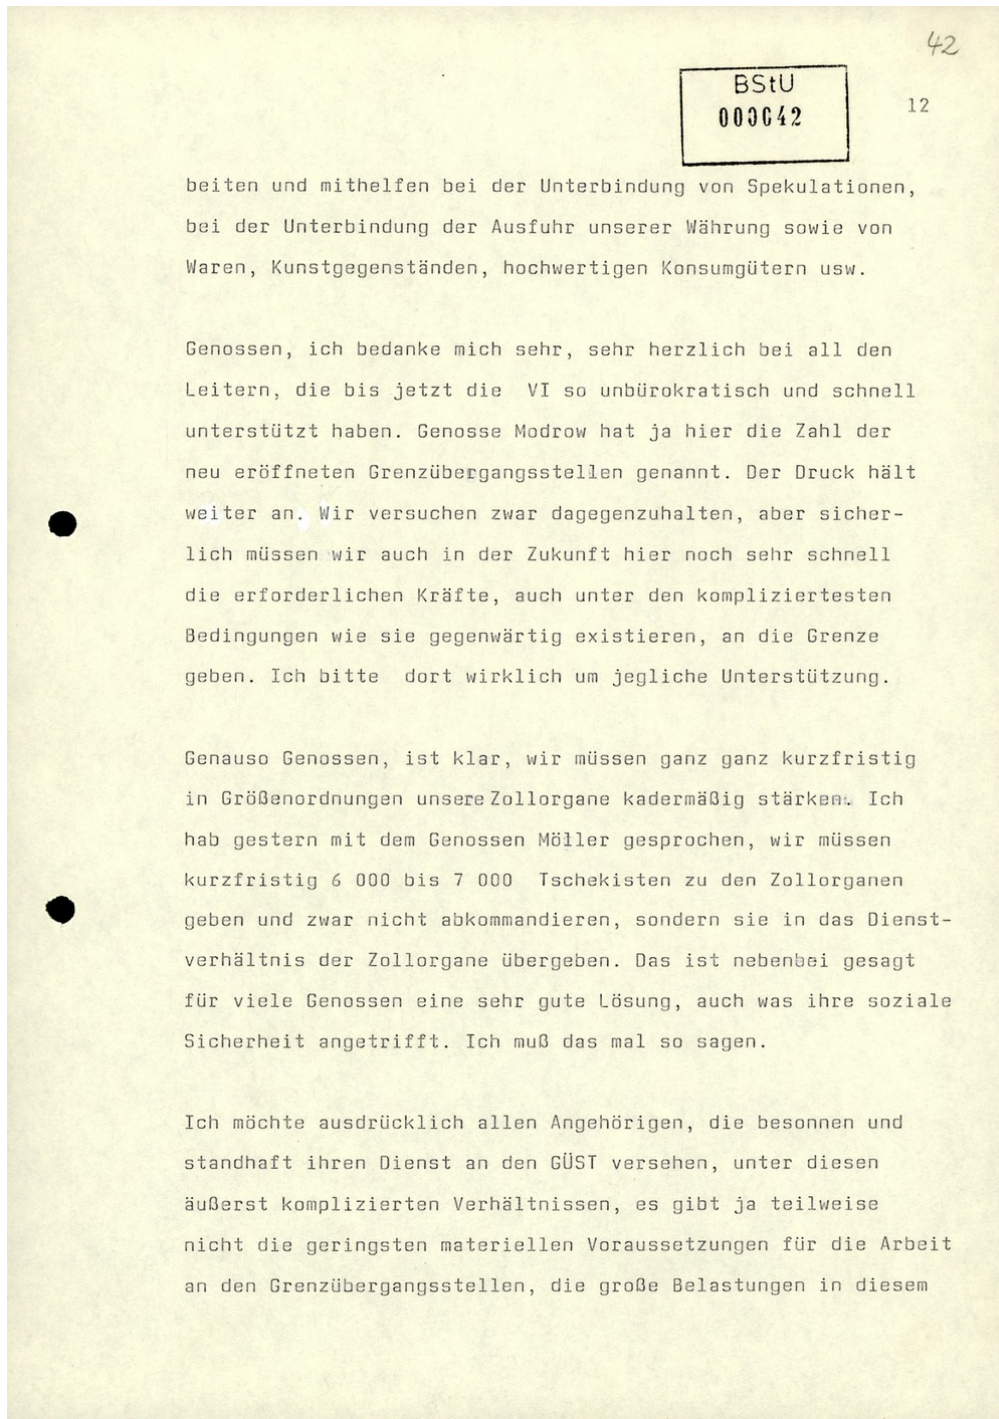 42
BStU
000042
12
beiten und mithelfen bei der Unterbindung von Spekulationen,
bei der Unterbindung der Ausfuhr unserer Währung sowie von
Waren, Kunstgegenständen, hochwertigen Konsumgütern usw.
Genossen, ich bedanke mich sehr, sehr herzlich bei all den
Leitern, die bis jetzt die VI so unbürokratisch und schnell
unterstützt haben. Genosse Modrow hat ja hier die Zahl der
neu eröffneten Grenzübergangsstellen genannt. Der Druck hält
weiter an. Wir versuchen zwar dagegenzuhalten, aber sicher-
lich müssen wir auch in der Zukunft hier noch sehr schnell
die erforderlichen Kräfte, auch unter den kompliziertesten
Bedingungen wie sie gegenwärtig existieren, an die Grenze
geben. Ich bitte dort wirklich um jegliche Unterstützung.
Genauso Genossen, ist klar, wir müssen ganz ganz kurzfristig
in Größenordnungen unsere Zollorgane kadermäßig stärken. Ich
hab gestern mit dem Genossen Möller gesprochen, wir müssen
kurzfristig 6 000 bis 7 000 Tschekisten zu den Zollorganen
geben und zwar nicht abkommandieren, sondern sie in das Dienst-
verhältnis der Zollorgane übergeben. Das ist nebenbei gesagt
für viele Genossen eine sehr gute Lösung, auch was ihre soziale
Sicherheit angetrifft. Ich muß das mal so sagen.
Ich möchte ausdrücklich allen Angehörigen, die besonnen und
standhaft ihren Dienst an den GÜST versehen, unter diesen
äußerst komplizierten Verhältnissen, es gibt ja teilweise
nicht die geringsten materiellen Voraussetzungen für die Arbeit
an den Grenzübergangsstellen, die große Belastungen in diesem